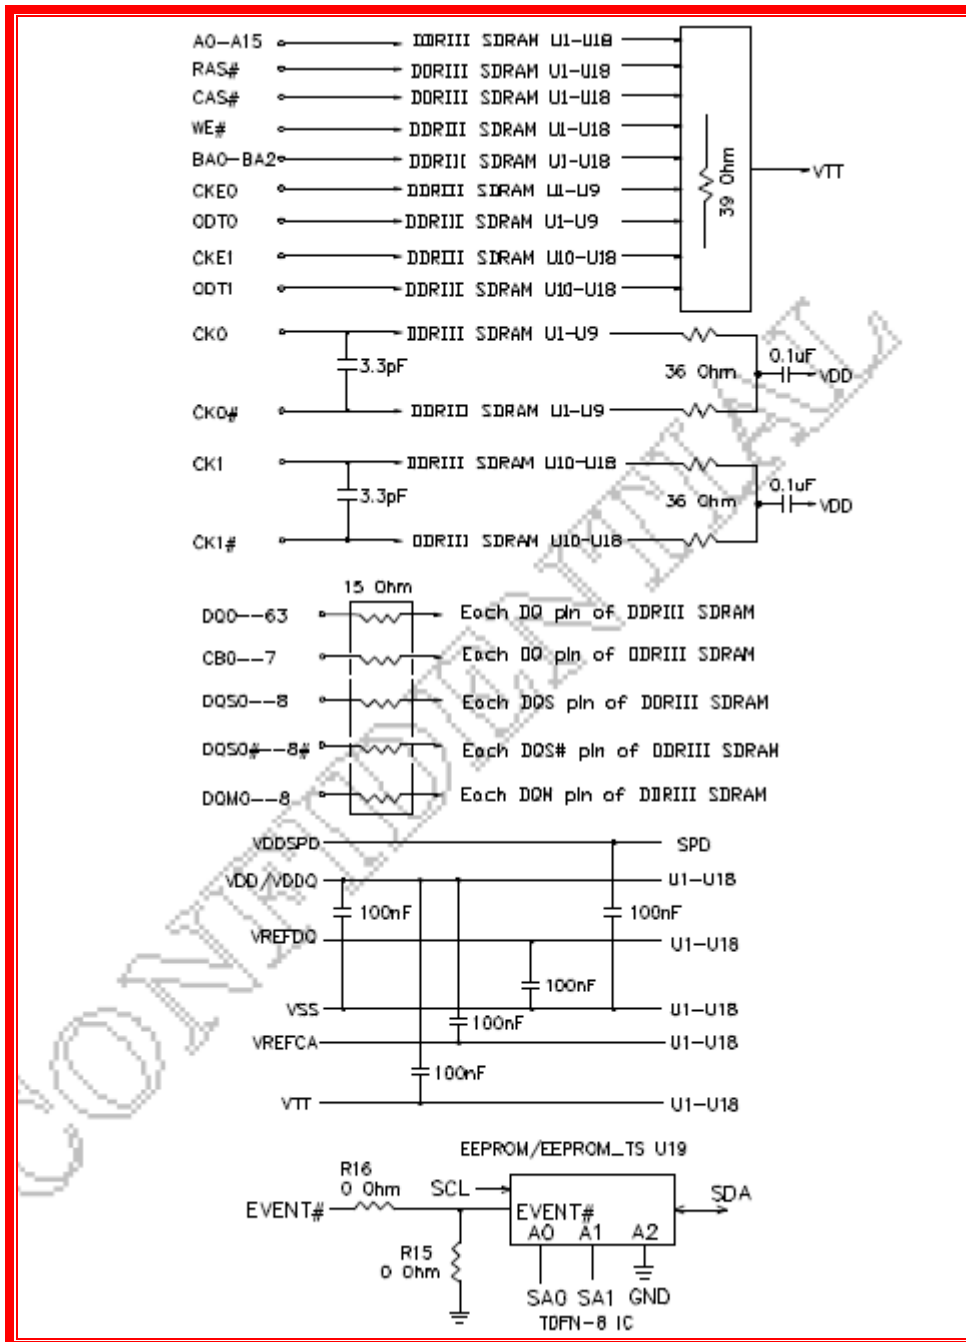 A0-A15 DDRIII SDRAM U1-U18
RAS# DDRIII SDRAM U1-U18
CAS# DDRIII SDRAM U1-U18
WE# DDRIII SDRAM U1-U18
BA0-BA2 DDRIII SDRAM U1-U18
CKE0 DDRIII SDRAM U1-U9
ODT0 DDRIII SDRAM U1-U9
CKE1 DDRIII SDRAM U10-U18
ODT1 DDRIII SDRAM U10-U18
39 Ohm
VTT
CK0 DDRIII SDRAM U1-U9
3.3pF 36 Ohm 0.1uF VDD
CK0# DDRIII SDRAM U1-U9
CK1 DDRIII SDRAM U10-U18
3.3pF 36 Ohm 0.1uF VDD
CK1# DDRIII SDRAM U10-U18
15 Ohm
DQ0--63 Each DQ pin of DDRIII SDRAM
CB0--7 Each DQ pin of DDRIII SDRAM
DQS0--8 Each DQS pin of DDRIII SDRAM
DQS0#--8# Each DQS# pin of DDRIII SDRAM
DQM0--8 Each DQM pin of DDRIII SDRAM
VDDSPD SPD
VDD/VDDQ U1-U18
100nF 100nF
VREFDQ U1-U18
100nF
VSS U1-U18
100nF
VREFCA U1-U18
100nF
VTT U1-U18
EEPROM/EEPROM_TS U19
R16
0 Ohm
SCL
SDA
EVENT# EVENT#
A0 A1 A2
R15
0 Ohm
SA0 SA1 GND
TDFN-8 IC
CONFIDENTIAL